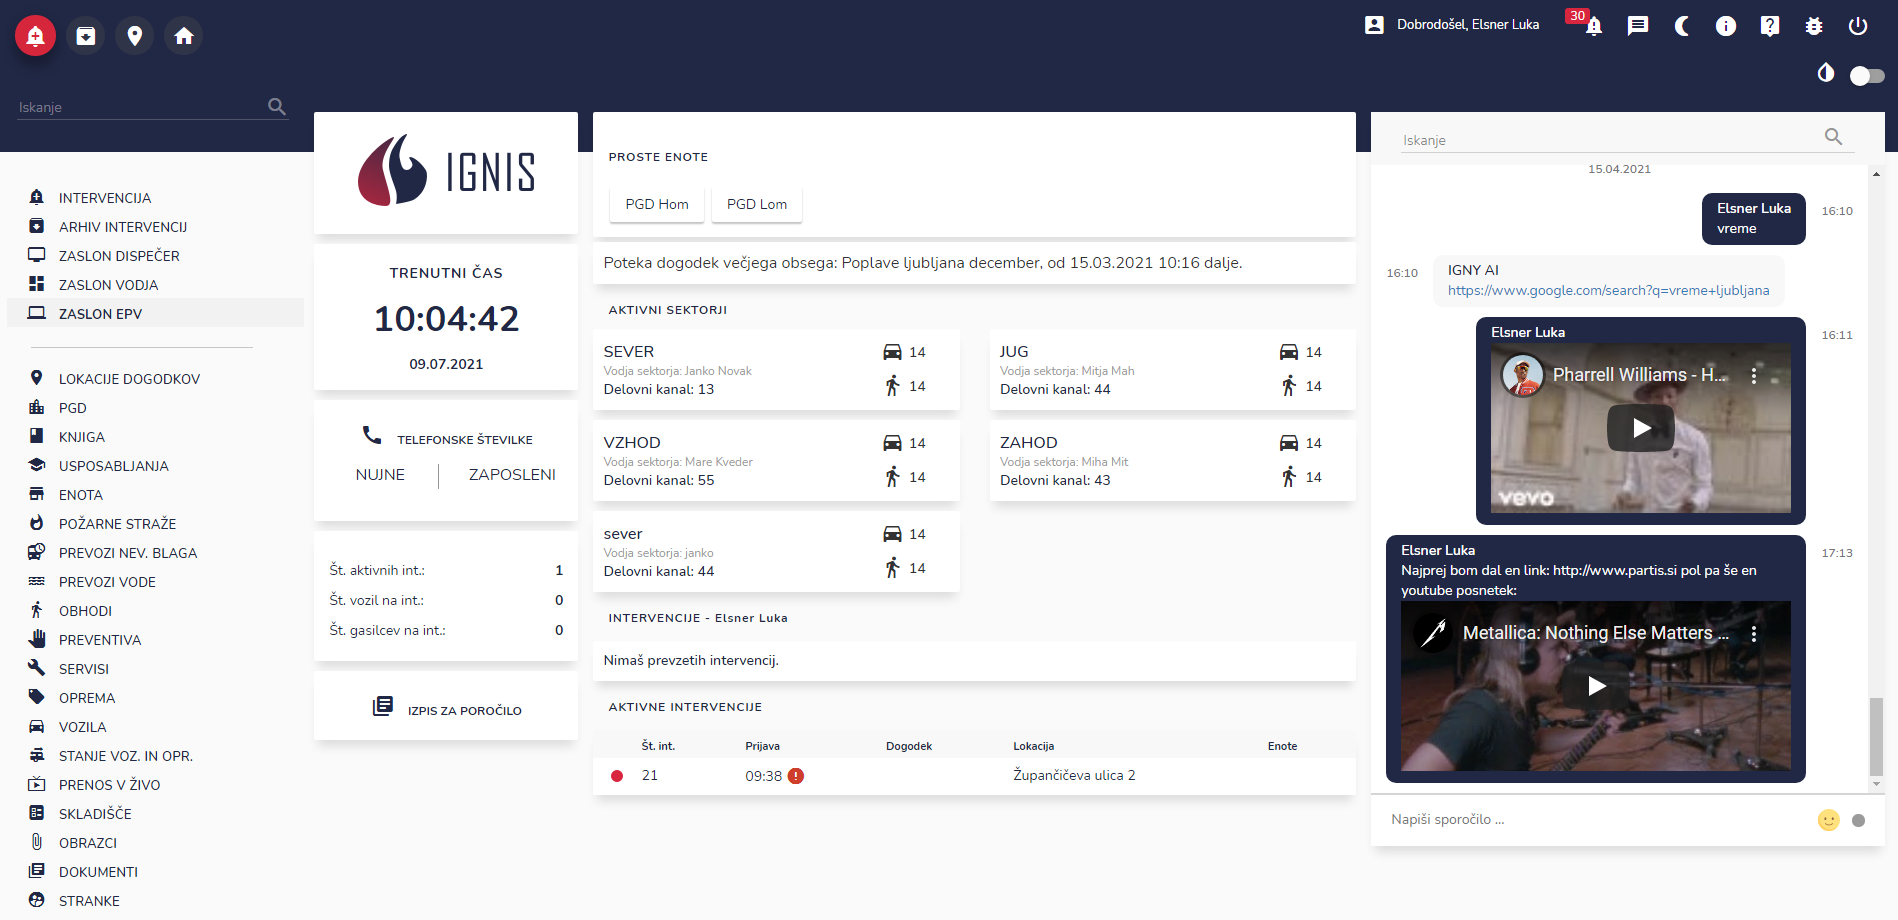 Dobrodošel, Elsner Luka
30
Iskanje
INTERVENCIJA
ARHIV INTERVENCIJ
ZASLON DISPEČER
ZASLON VODJA
ZASLON EPV
LOKACIJE DOGODKOV
PGD
KNJIGA
USPOSABLJANJA
ENOTA
POŽARNE STRAŽE
PREVOZI NEV. BLAGA
PREVOZI VODE
OBHODI
PREVENTIVA
SERVISI
OPREMA
VOZILA
STANJE VOZ. IN OPR.
PRENOS V ŽIVO
SKLADIŠČE
OBRAZCI
DOKUMENTI
STRANKE
IGNIS
TRENUTNI ČAS
10:04:42
09.07.2021
TELEFONSKE ŠTEVILKE
NUJNE
ZAPOSLENI
Št. aktivnih int.: 1
Št. vozil na int.: 0
Št. gasilcev na int.: 0
IZPIS ZA POROČILO
PROSTE ENOTE
PGD Hom
PGD Lom
Poteka dogodek večjega obsega: Poplave ljubljana december, od 15.03.2021 10:16 dalje.
AKTIVNI SEKTORJI
SEVER
14
Vodja sektorja: Janko Novak
Delovni kanal: 13
14
JUG
14
Vodja sektorja: Mitja Mah
Delovni kanal: 44
14
VZHOD
14
Vodja sektorja: Mare Kveder
Delovni kanal: 55
14
ZAHOD
14
Vodja sektorja: Miha Mit
Delovni kanal: 43
14
sever
14
Vodja sektorja: janko
Delovni kanal: 44
14
INTERVENCIJE - Elsner Luka
Nimaš prevzetih intervencij.
AKTIVNE INTERVENCIJE
Št. int. Prijava Dogodek Lokacija Enote
21 09:38 Župančičeva ulica 2
Iskanje
15.04.2021
Elsner Luka
vreme
16:10
16:10
IGNY AI
https://www.google.com/search?q=vreme+ljubljana
Elsner Luka
16:11
Pharrell Williams - H...
vevo
Elsner Luka
17:13
Najprej bom dal en link: http://www.partis.si pol pa še en
youtube posnetek:
Metallica: Nothing Else Matters ...
Napiši sporočilo ...